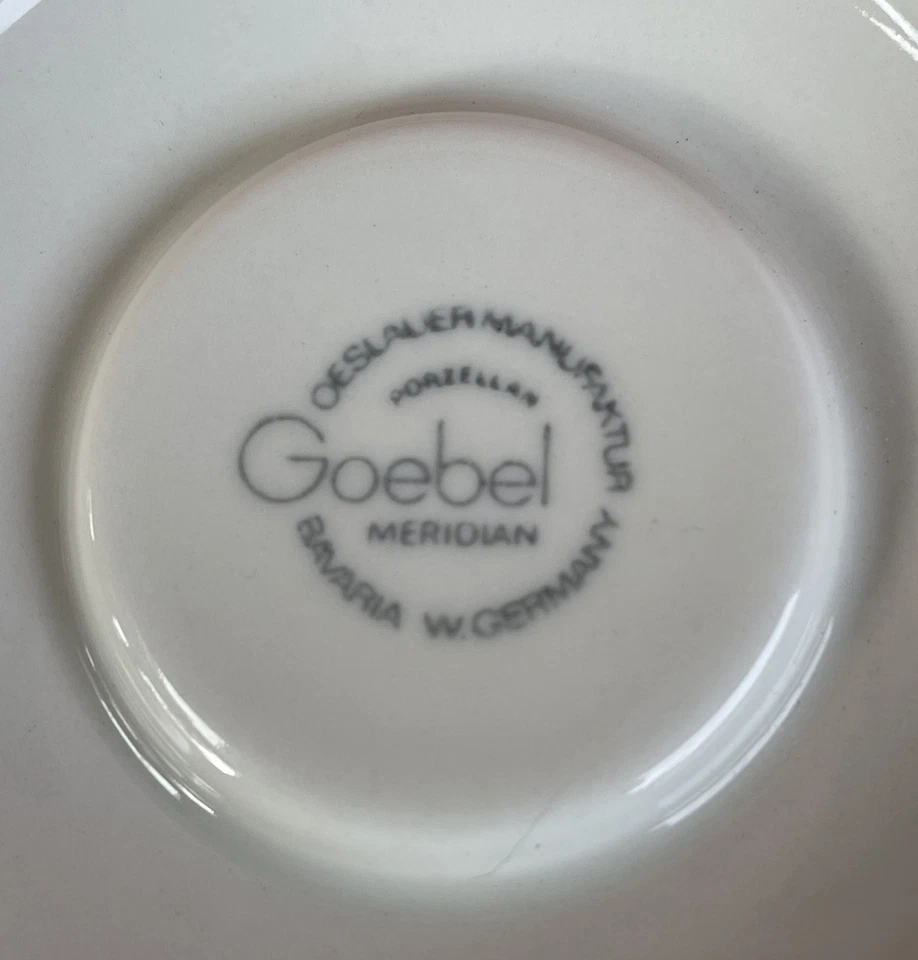 OESLAUER MANUFAKTUR
PORZELLAN
Goebel
MERIDIAN
BAVARIA W. GERMANY